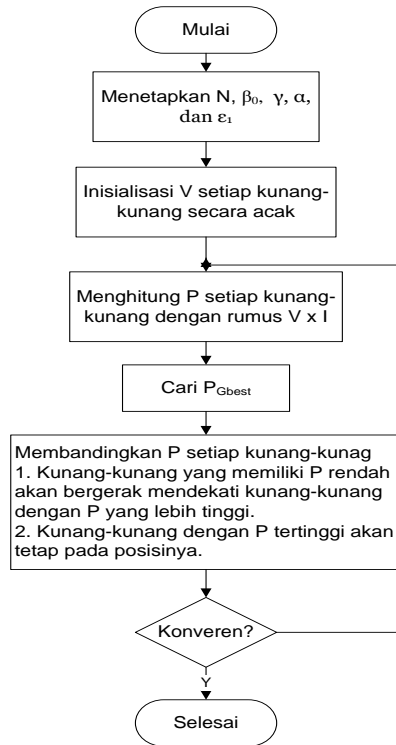 Mulai
Menetapkan N, β₀, γ, α,
dan ε₁
Inisialisasi V setiap kunang-
kunang secara acak
Menghitung P setiap kunang-
kunang dengan rumus V x I
Cari P_Gbest
Membandingkan P setiap kunang-kunag
1. Kunang-kunang yang memiliki P rendah
akan bergerak mendekati kunang-kunang
dengan P yang lebih tinggi.
2. Kunang-kunang dengan P tertinggi akan
tetap pada posisinya.
Konveren?
Y
Selesai